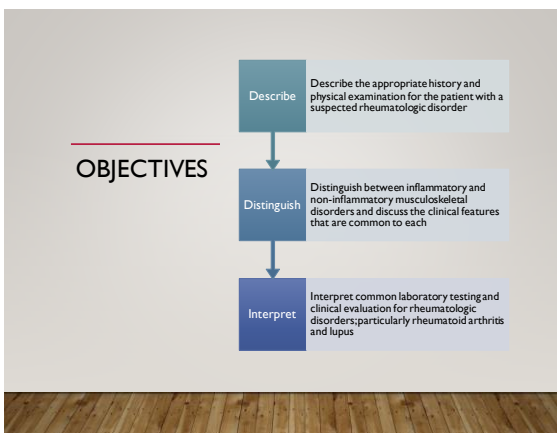 OBJECTIVES
Describe
Describe the appropriate history and
physical examination for the patient with a
suspected rheumatologic disorder
Distinguish
Distinguish between inflammatory and
non-inflammatory musculoskeletal
disorders and discuss the clinical features
that are common to each
Interpret
Interpret common laboratory testing and
clinical evaluation for rheumatologic
disorders;particularly rheumatoid arthritis
and lupus